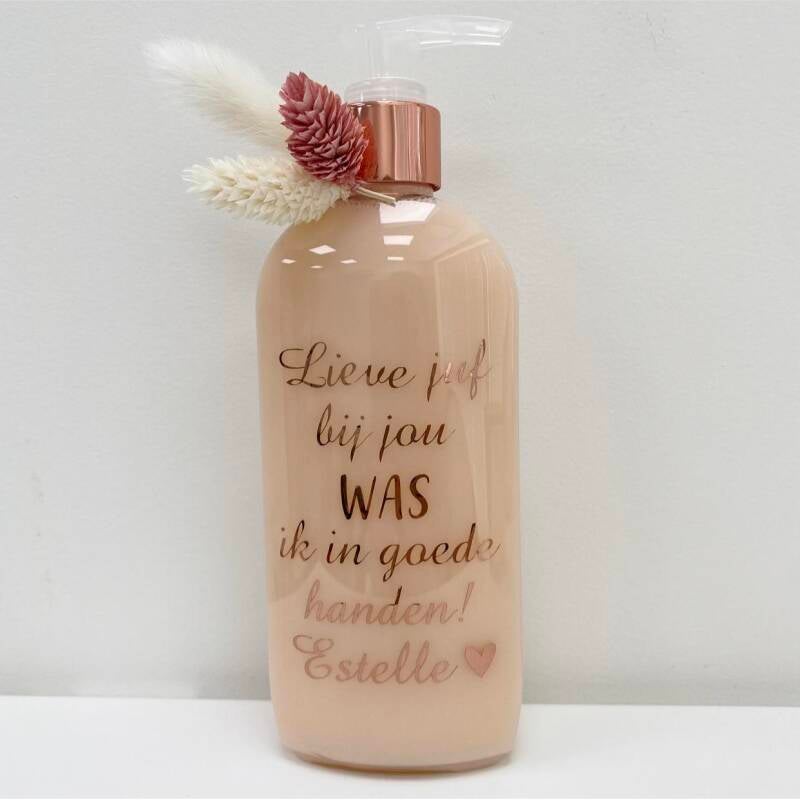 Lieve juf
bij jou
WAS
ik in goede
handen!
Estelle